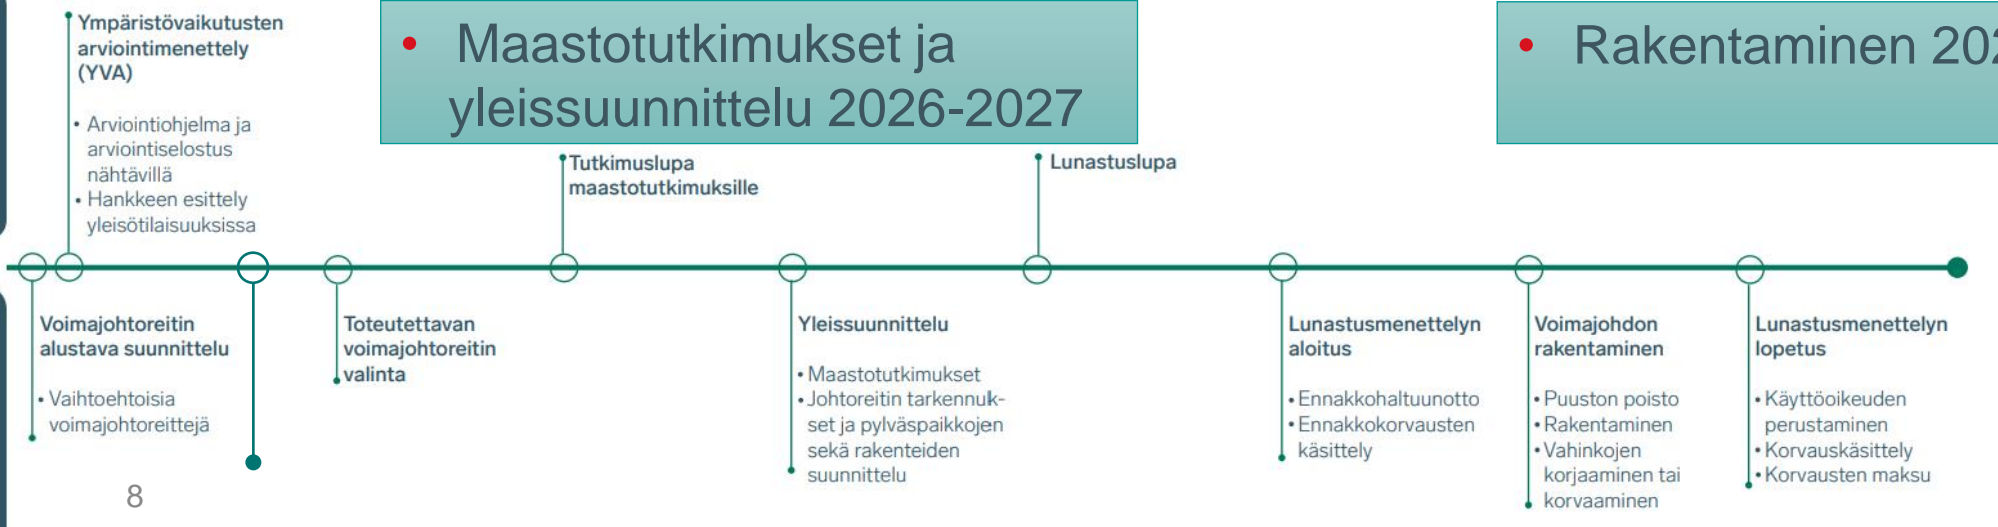 Ympäristövaikutusten
arviointimenettely
(YVA)
• Arviointiohjelma ja
arviointiselostus
nähtävillä
• Hankkeen esittely
yleisötilaisuuksissa
• Maastotutkimukset ja
yleissuunnittelu 2026-2027
• Rakentaminen
Tutkimuslupa
maastotutkimuksille
Lunastuslupa
Voimajohtoreitin
alustava suunnittelu
• Vaihtoehtoisia
voimajohtoreittejä
Toteutettavan
voimajohtoreitin
valinta
Yleissuunnittelu
• Maastotutkimukset
• Johtoreitin tarkennuk-
set ja pylväspaikkojen
sekä rakenteiden
suunnittelu
Lunastusmenettelyn
aloitus
• Ennakkohaltuunotto
• Ennakkokorvausten
käsittely
Voimajohdon
rakentaminen
• Puuston poisto
• Rakentaminen
• Vahinkojen
korjaaminen tai
korvaaminen
Lunastusmenettelyn
lopetus
• Käyttöoikeuden
perustaminen
• Korvauskäsittely
• Korvausten maksu
8